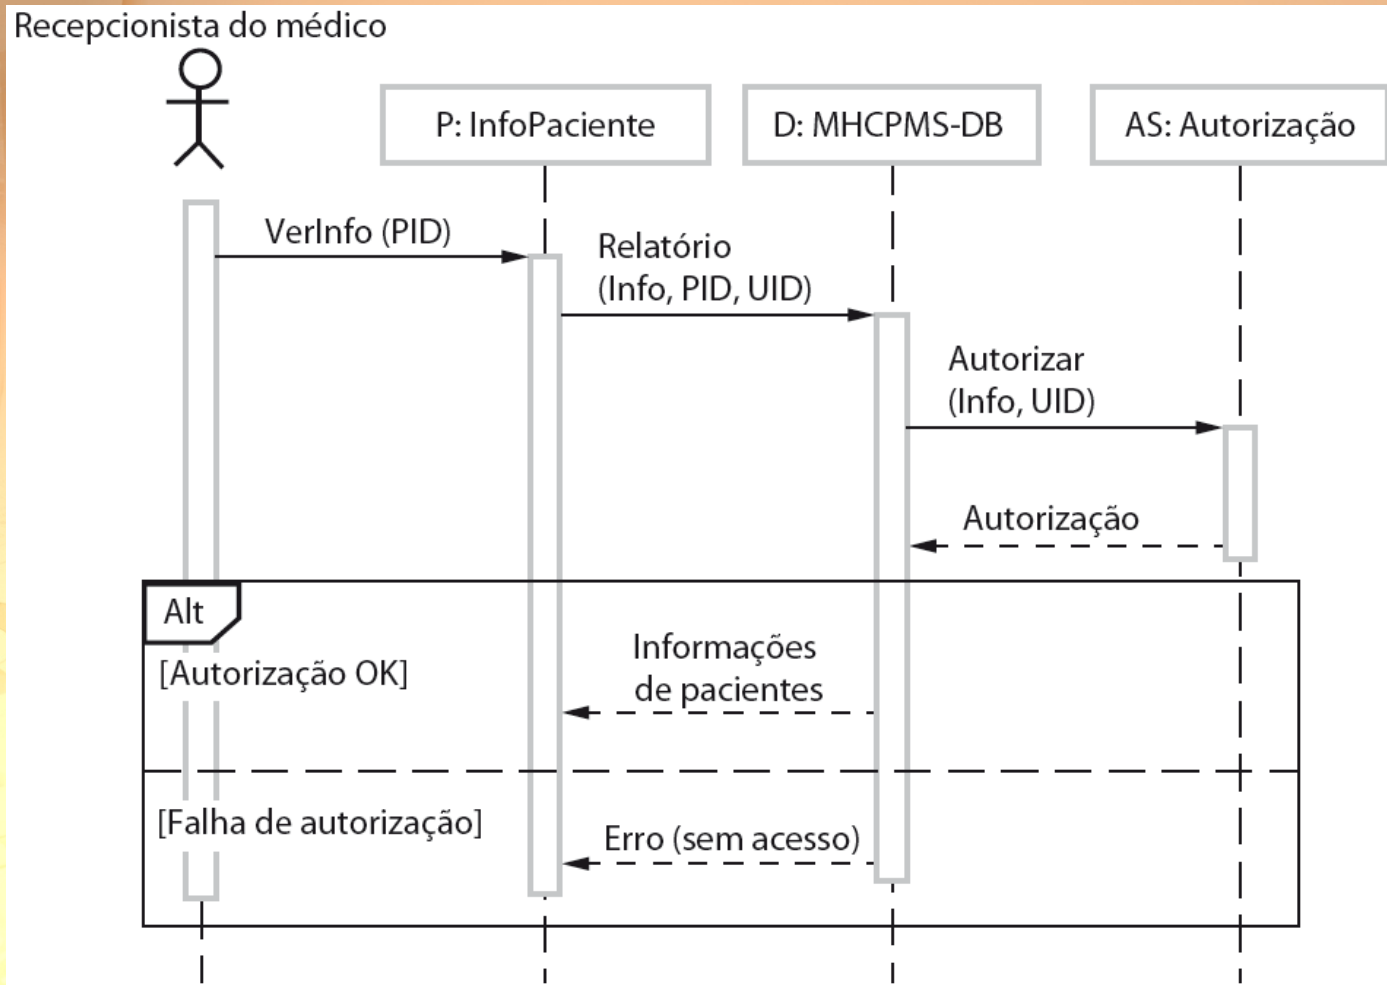 Recepcionista do médico
P: InfoPaciente
D: MHCPMS-DB
AS: Autorização
VerInfo (PID)
Relatório
(Info, PID, UID)
Autorizar
(Info, UID)
Autorização
Alt
[Autorização OK]
Informações
de pacientes
[Falha de autorização]
Erro (sem acesso)